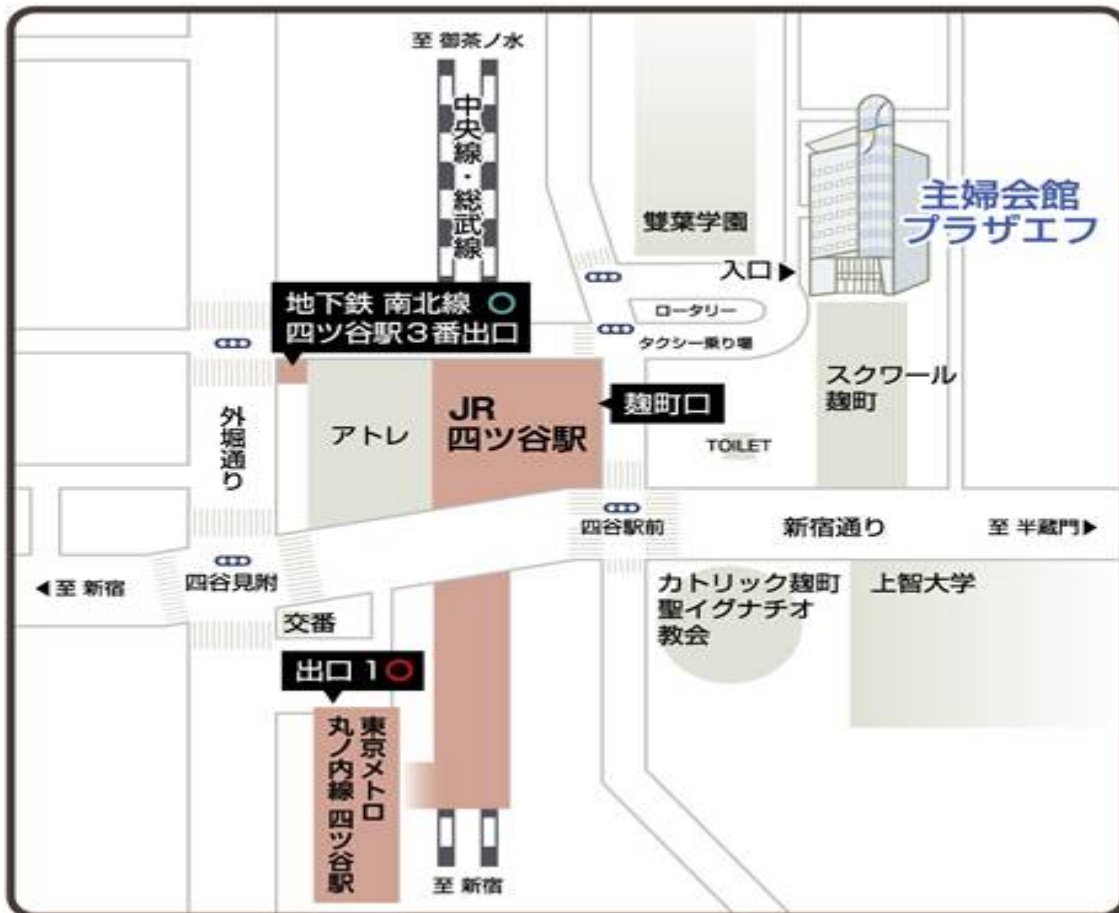 至 御茶ノ水
中央線・総武線
雙葉学園
主婦会館
プラザエフ
入口▶
地下鉄 南北線 ○
四ツ谷駅3番出口
ロータリー
タクシー乗り場
外堀通り
アトレ
JR
四ツ谷駅
麹町口
スクワール
麹町
TOILET
四谷駅前
新宿通り
至 半蔵門▶
◀至 新宿
四谷見附
交番
カトリック麹町
聖イグナチオ
教会
上智大学
出口 1○
東京メトロ
丸ノ内線 四ツ谷駅
至 新宿